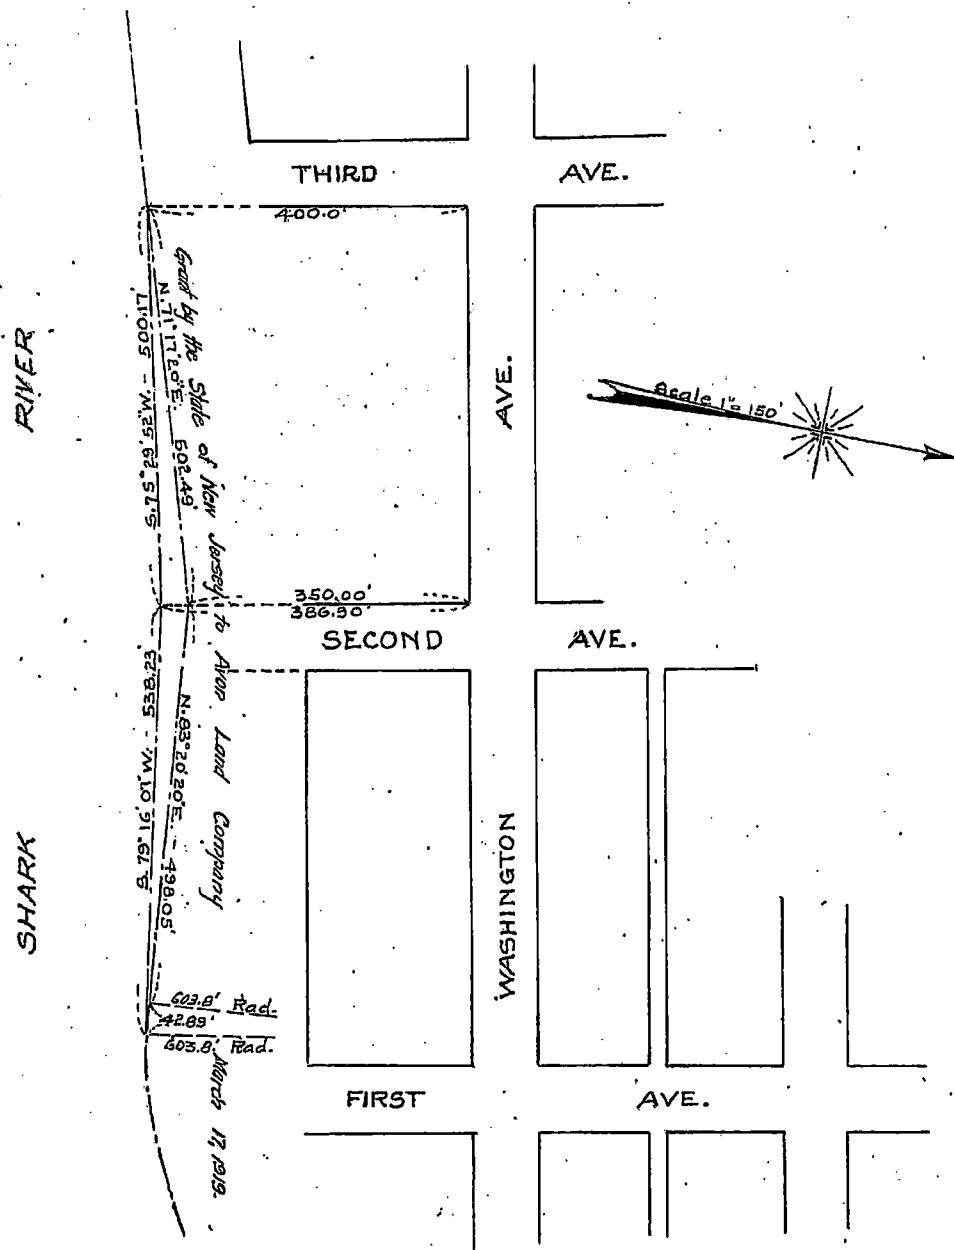 THIRD AVE.
400.0'
Grant by the State of New Jersey to Avon Land Company
March 17, 1919.
S. 75° 29' 52" W. - 500.17'
N. 71° 17' 20" E. 502.49'
RIVER
AVE.
Scale 1" = 150'
350.00'
386.90'
SECOND AVE.
S. 79° 16' 07" W. - 538.23'
N. 83° 20' 20" E. - 498.05'
SHARK
WASHINGTON
603.8' Rad.
42.89'
603.8' Rad.
FIRST AVE.